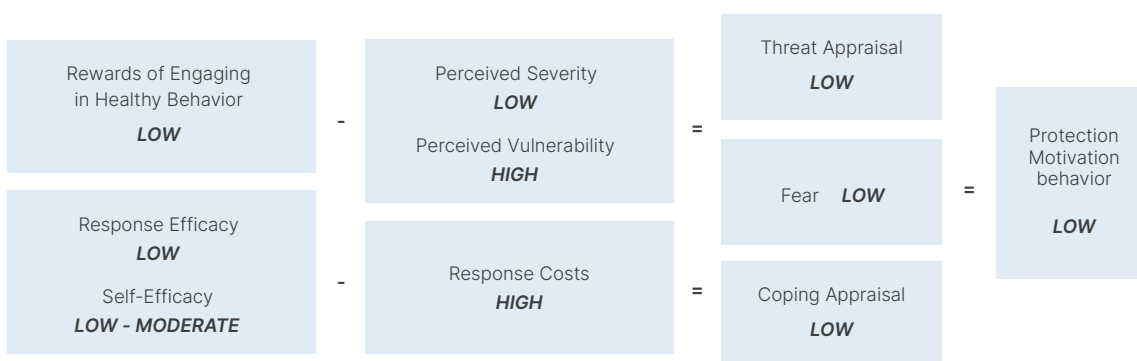 Rewards of Engaging
in Healthy Behavior
LOW
-
Perceived Severity
LOW
Perceived Vulnerability
HIGH
=
Threat Appraisal
LOW
Fear LOW
=
Protection
Motivation
behavior
LOW
Response Efficacy
LOW
Self-Efficacy
LOW - MODERATE
-
Response Costs
HIGH
=
Coping Appraisal
LOW